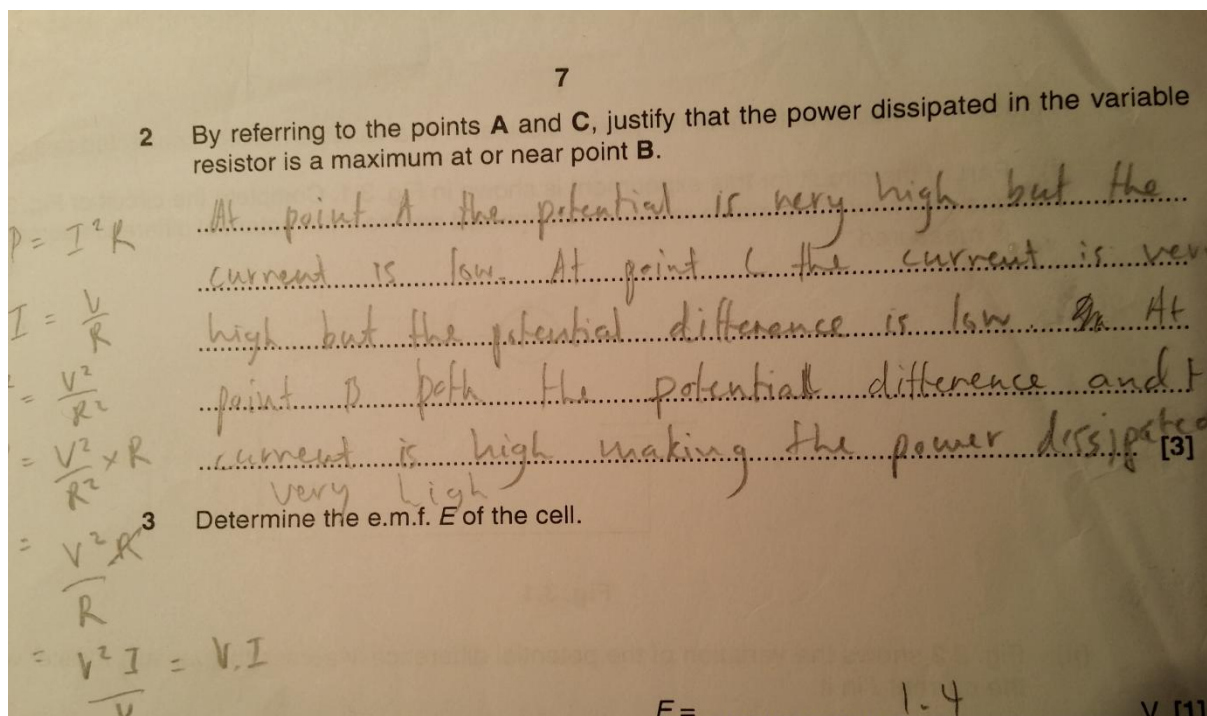 7
2 By referring to the points A and C, justify that the power dissipated in the variable
resistor is a maximum at or near point B.
P = I²R
At point A the potential is very high but the
current is low. At point C the current is ver
I = V/R
high but the potential difference is low. At
= V²/R²
point B both the potential difference and t
= V²/R² × R
current is high making the power dissipated [3]
very high
3 Determine the e.m.f. E of the cell.
= V²R/R
= V²I/V = V.I
E = 1.4 V [1]